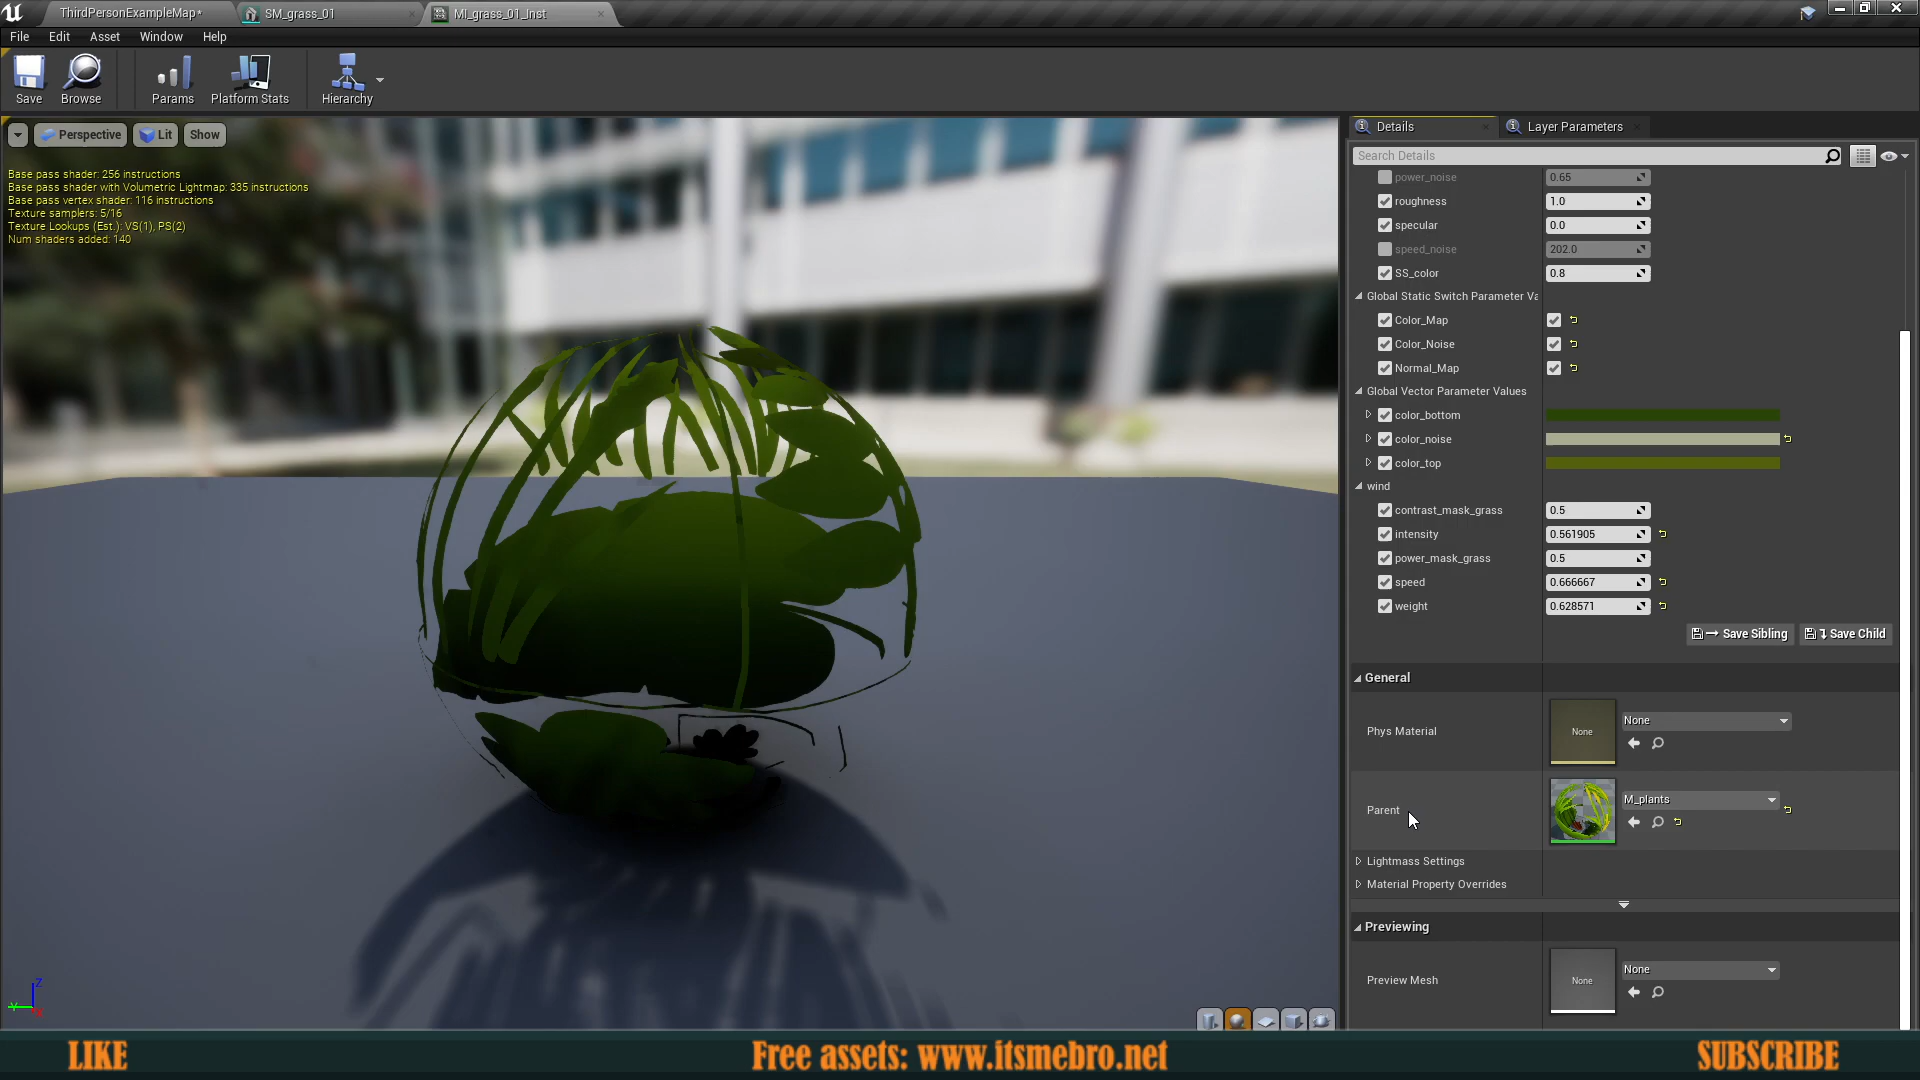 ThirdPersonExampleMap*
SM_grass_01
MI_grass_01_Inst
File
Edit
Asset
Window
Help
Save
Browse
Params
Platform Stats
Hierarchy
Perspective
Lit
Show
Base pass shader: 256 instructions
Base pass shader with Volumetric Lightmap: 335 instructions
Base pass vertex shader: 116 instructions
Texture samplers: 5/16
Texture Lookups (Est.): VS(1), PS(2)
Num shaders added: 140
Details
Layer Parameters
Search Details
power_noise 0.65
roughness 1.0
specular 0.0
speed_noise 202.0
SS_color 0.8
Global Static Switch Parameter Va
Color_Map
Color_Noise
Normal_Map
Global Vector Parameter Values
color_bottom
color_noise
color_top
wind
contrast_mask_grass 0.5
intensity 0.561905
power_mask_grass 0.5
speed 0.666667
weight 0.628571
Save Sibling
Save Child
General
Phys Material
None
None
Parent
M_plants
Lightmass Settings
Material Property Overrides
Previewing
Preview Mesh
None
None
Z
Y
LIKE
Free assets: www.itsmebro.net
SUBSCRIBE